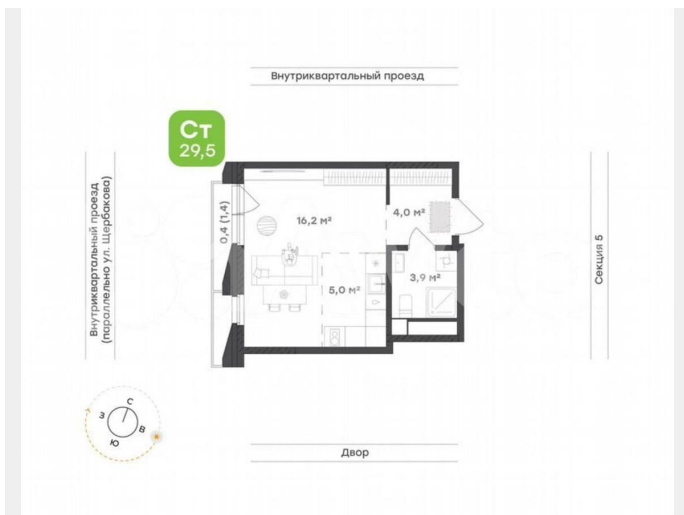 Внутриквартальный проезд
Ст
29,5
Внутриквартальный проезд
(параллельно ул. Щербакова)
0,4 (1,4)
16,2 м²
4,0 м²
3,9 м²
5,0 м²
Секция 5
С
З
В
Ю
Двор